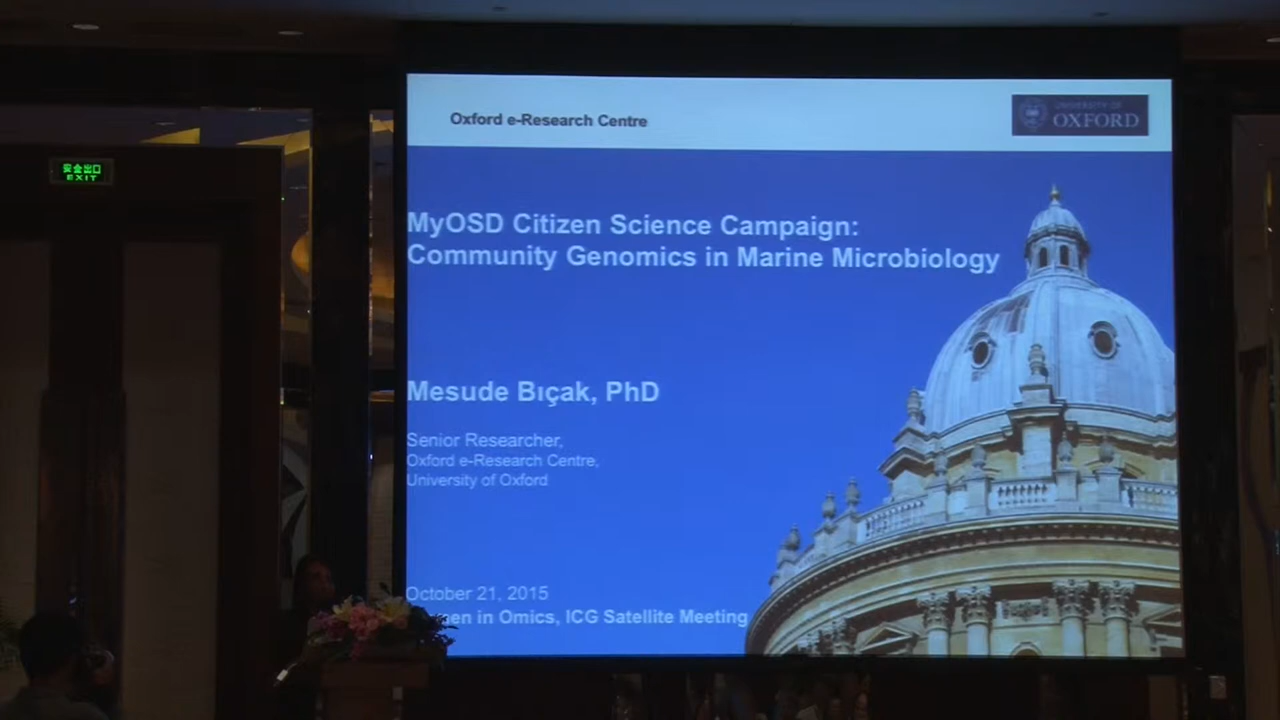 Oxford e-Research Centre
UNIVERSITY OF
OXFORD
安全出口
EXIT
MyOSD Citizen Science Campaign:
Community Genomics in Marine Microbiology
Mesude Bıçak, PhD
Senior Researcher,
Oxford e-Research Centre,
University of Oxford
October 21, 2015
in Omics, ICG Satellite Meeting